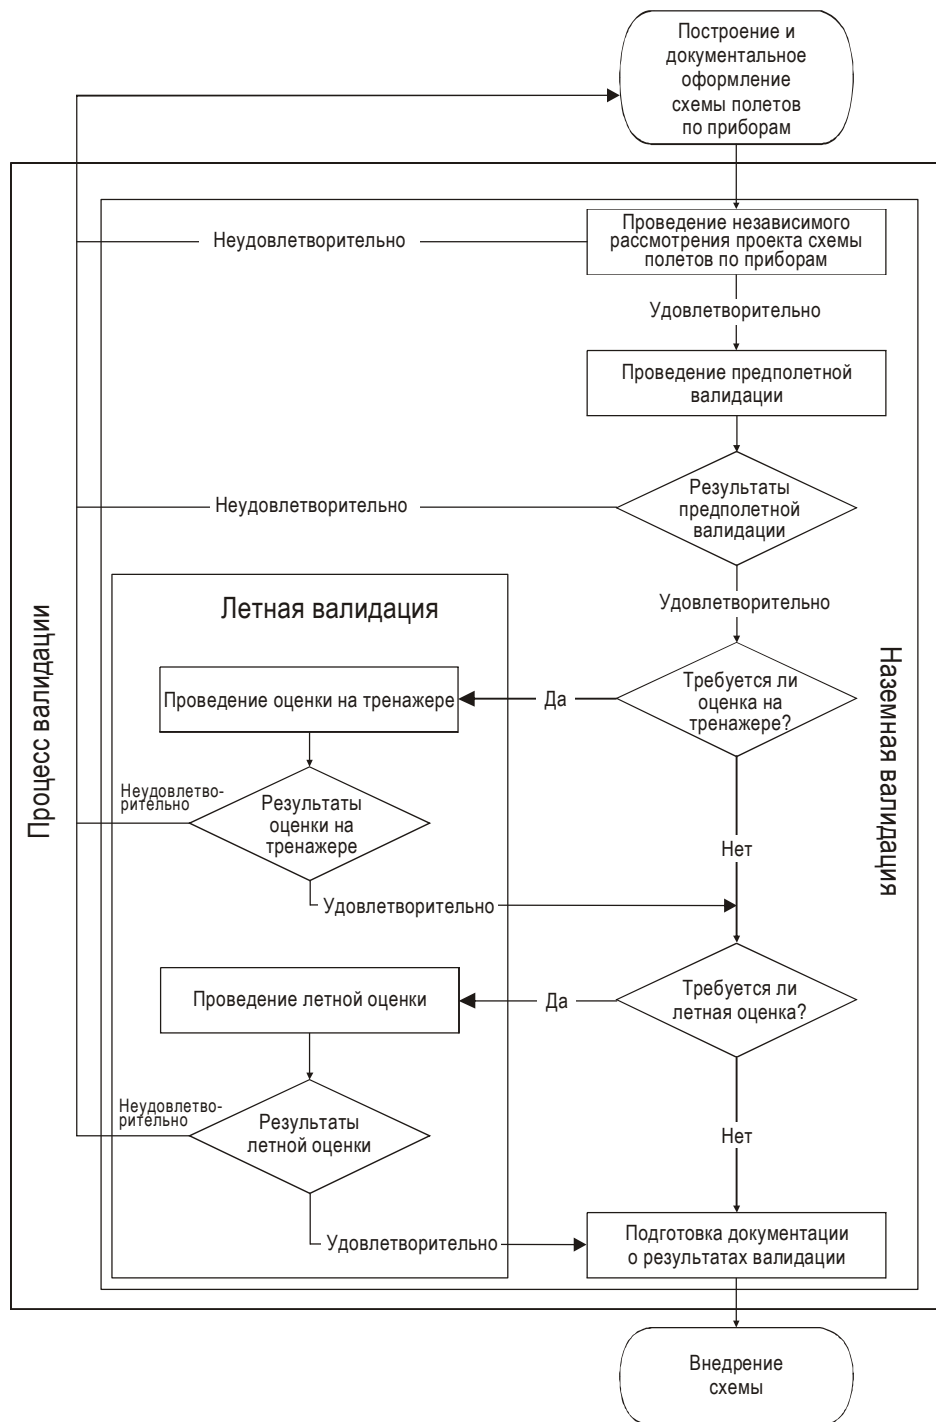 Построение и
документальное
оформление
схемы полетов
по приборам
Проведение независимого
рассмотрения проекта схемы
полетов по приборам
Неудовлетворительно
Удовлетворительно
Проведение предполетной
валидации
Результаты
предполетной
валидации
Неудовлетворительно
Удовлетворительно
Процесс валидации
Наземная валидация
Летная валидация
Требуется ли
оценка на
тренажере?
Да
Проведение оценки на тренажере
Неудовлетво-
рительно
Результаты
оценки на
тренажере
Нет
Удовлетворительно
Требуется ли
летная оценка?
Да
Проведение летной оценки
Неудовлетво-
рительно
Результаты
летной оценки
Нет
Удовлетворительно
Подготовка документации
о результатах валидации
Внедрение
схемы